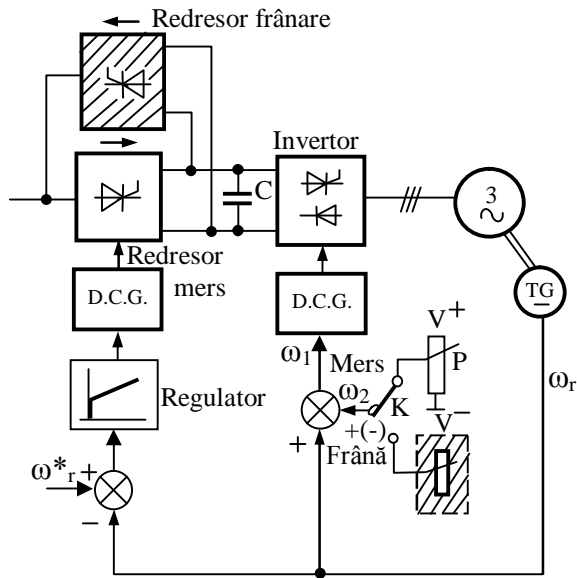 Redresor frânare
Invertor
C
3
~
Redresor
mers
D.C.G.
D.C.G.
TG
V+
ω1
Mers
P
ωr
Regulator
ω2
K
+
+(-)
V−
Frână
ω*r
+
−